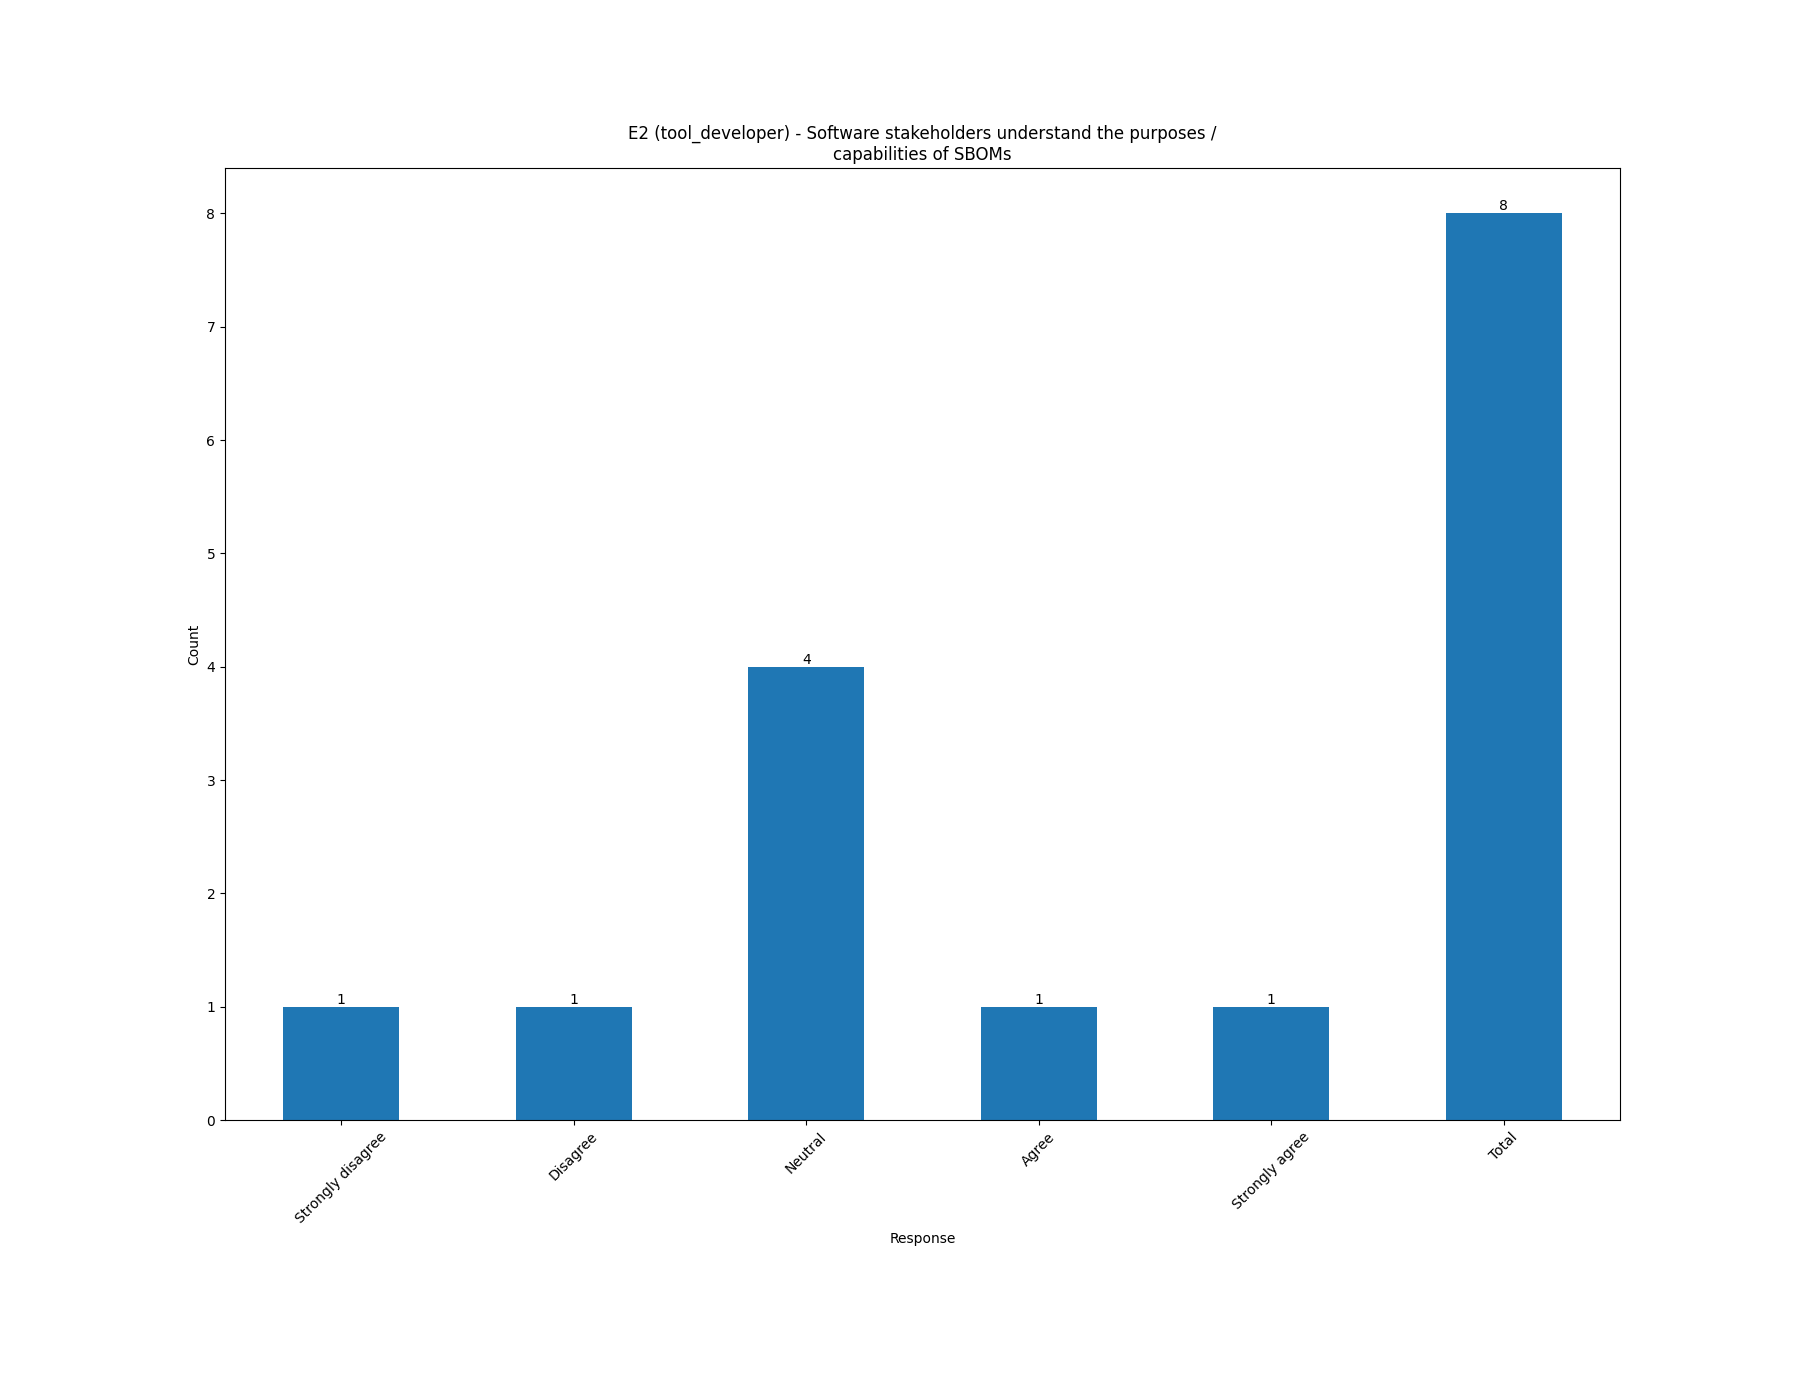 E2 (tool_developer) - Software stakeholders understand the purposes /
capabilities of SBOMs
Count
8
7
6
5
4
3
2
1
0
1
1
4
1
1
8
Strongly disagree
Disagree
Neutral
Agree
Strongly agree
Total
Response